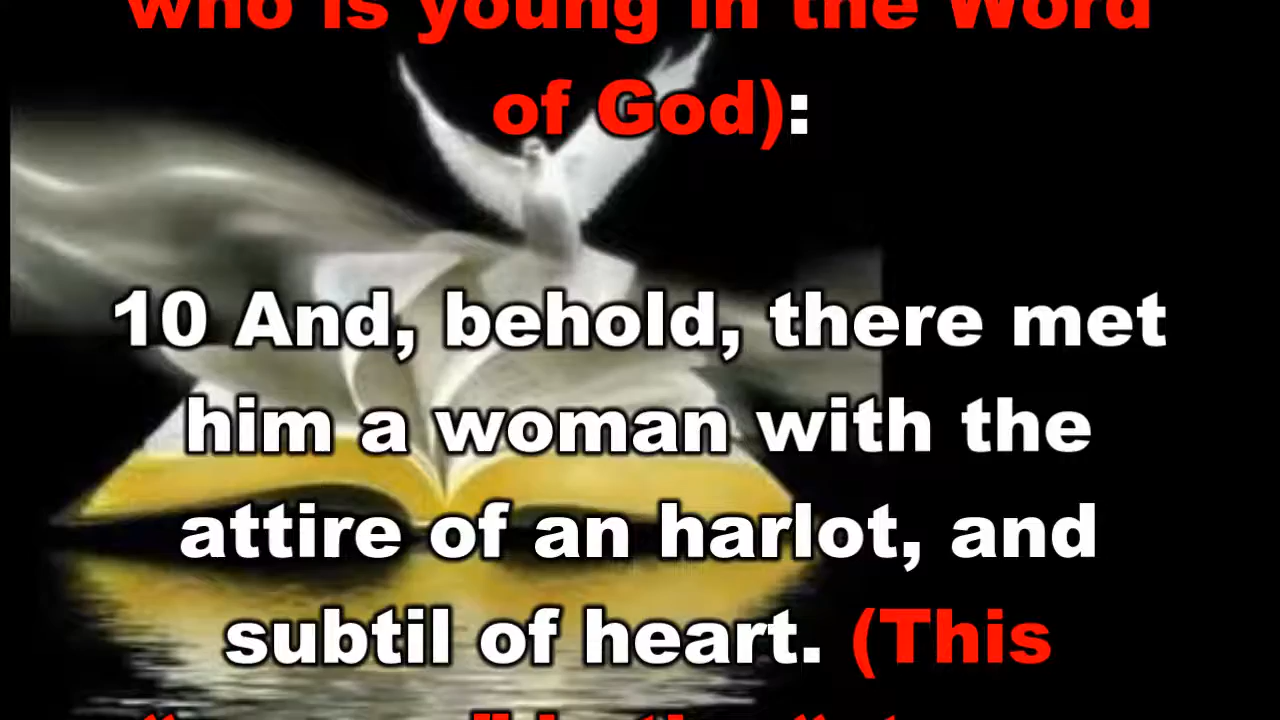 who is young in the Word
of God):
10 And, behold, there met
him a woman with the
attire of an harlot, and
subtil of heart. (This